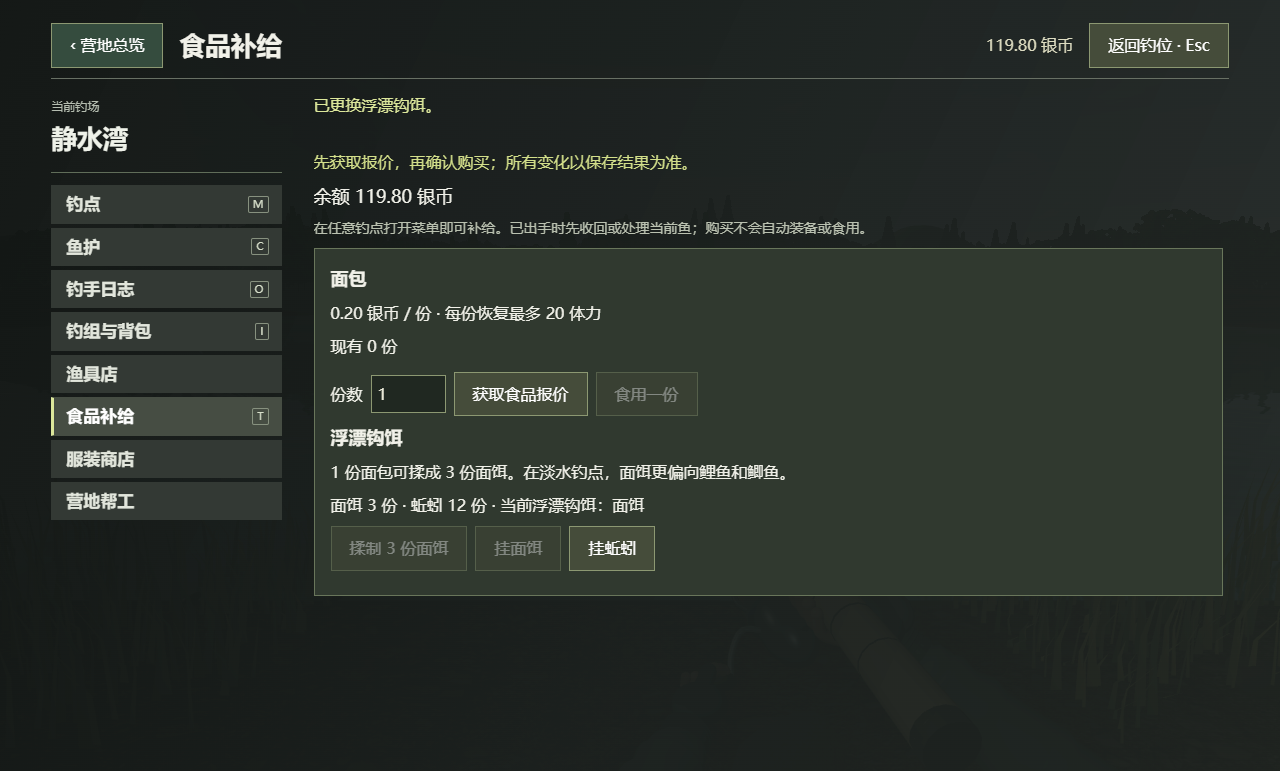 ‹ 营地总览 食品补给 119.80 银币 返回钓位 · Esc
当前钓场
静水湾
钓点 M
鱼护 C
钓手日志 O
钓组与背包 I
渔具店
食品补给 T
服装商店
营地帮工
已更换浮漂钩饵。
先获取报价，再确认购买；所有变化以保存结果为准。
余额 119.80 银币
在任意钓点打开菜单即可补给。已出手时先收回或处理当前鱼；购买不会自动装备或食用。
面包
0.20 银币 / 份 · 每份恢复最多 20 体力
现有 0 份
份数 1 获取食品报价 食用一份
浮漂钩饵
1 份面包可揉成 3 份面饵。在淡水钓点，面饵更偏向鲤鱼和鲫鱼。
面饵 3 份 · 蚯蚓 12 份 · 当前浮漂钩饵：面饵
揉制 3 份面饵 挂面饵 挂蚯蚓